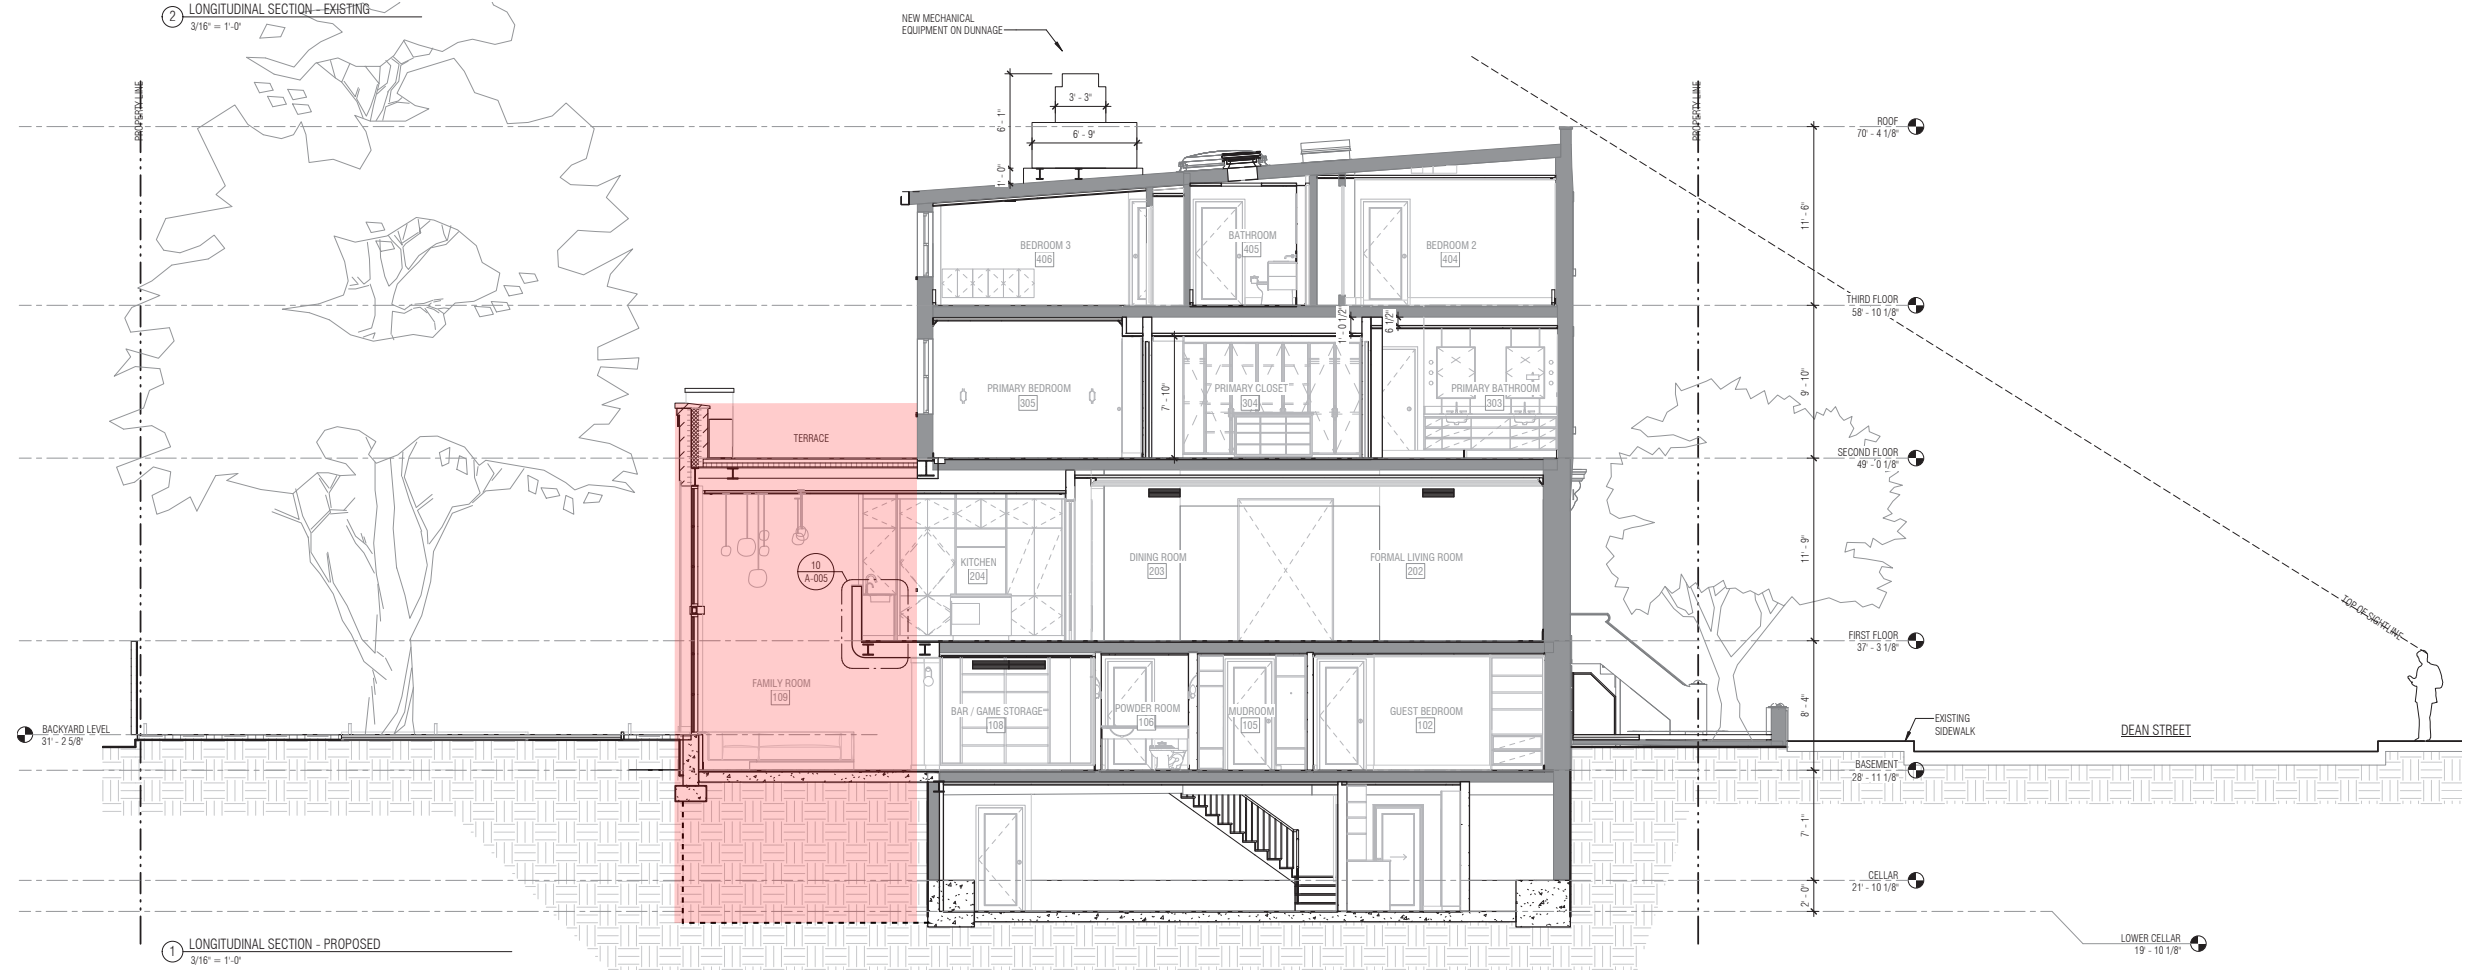 2 LONGITUDINAL SECTION - EXISTING
3/16" = 1'-0"
NEW MECHANICAL
EQUIPMENT ON DUNNAGE
PROPERTY LINE
PROPERTY LINE
3' - 3"
6' - 1"
6' - 9"
1' - 0"
ROOF
70' - 4 1/8"
11' - 6"
BEDROOM 3
406
BATHROOM
405
BEDROOM 2
404
THIRD FLOOR
58' - 10 1/8"
1' - 0 1/2"
6 1/2"
9' - 10"
7' - 10"
PRIMARY BEDROOM
305
PRIMARY CLOSET
304
PRIMARY BATHROOM
303
TERRACE
SECOND FLOOR
49' - 0 1/8"
11' - 9"
10
A-005
KITCHEN
204
DINING ROOM
203
FORMAL LIVING ROOM
202
TOP OF SIGHTLINE
FIRST FLOOR
37' - 3 1/8"
8' - 4"
FAMILY ROOM
109
BAR / GAME STORAGE
108
POWDER ROOM
106
MUDROOM
105
GUEST BEDROOM
102
BACKYARD LEVEL
31' - 2 5/8"
EXISTING
SIDEWALK
DEAN STREET
BASEMENT
28' - 11 1/8"
7' - 1"
CELLAR
21' - 10 1/8"
2' - 0"
LOWER CELLAR
19' - 10 1/8"
1 LONGITUDINAL SECTION - PROPOSED
3/16" = 1'-0"